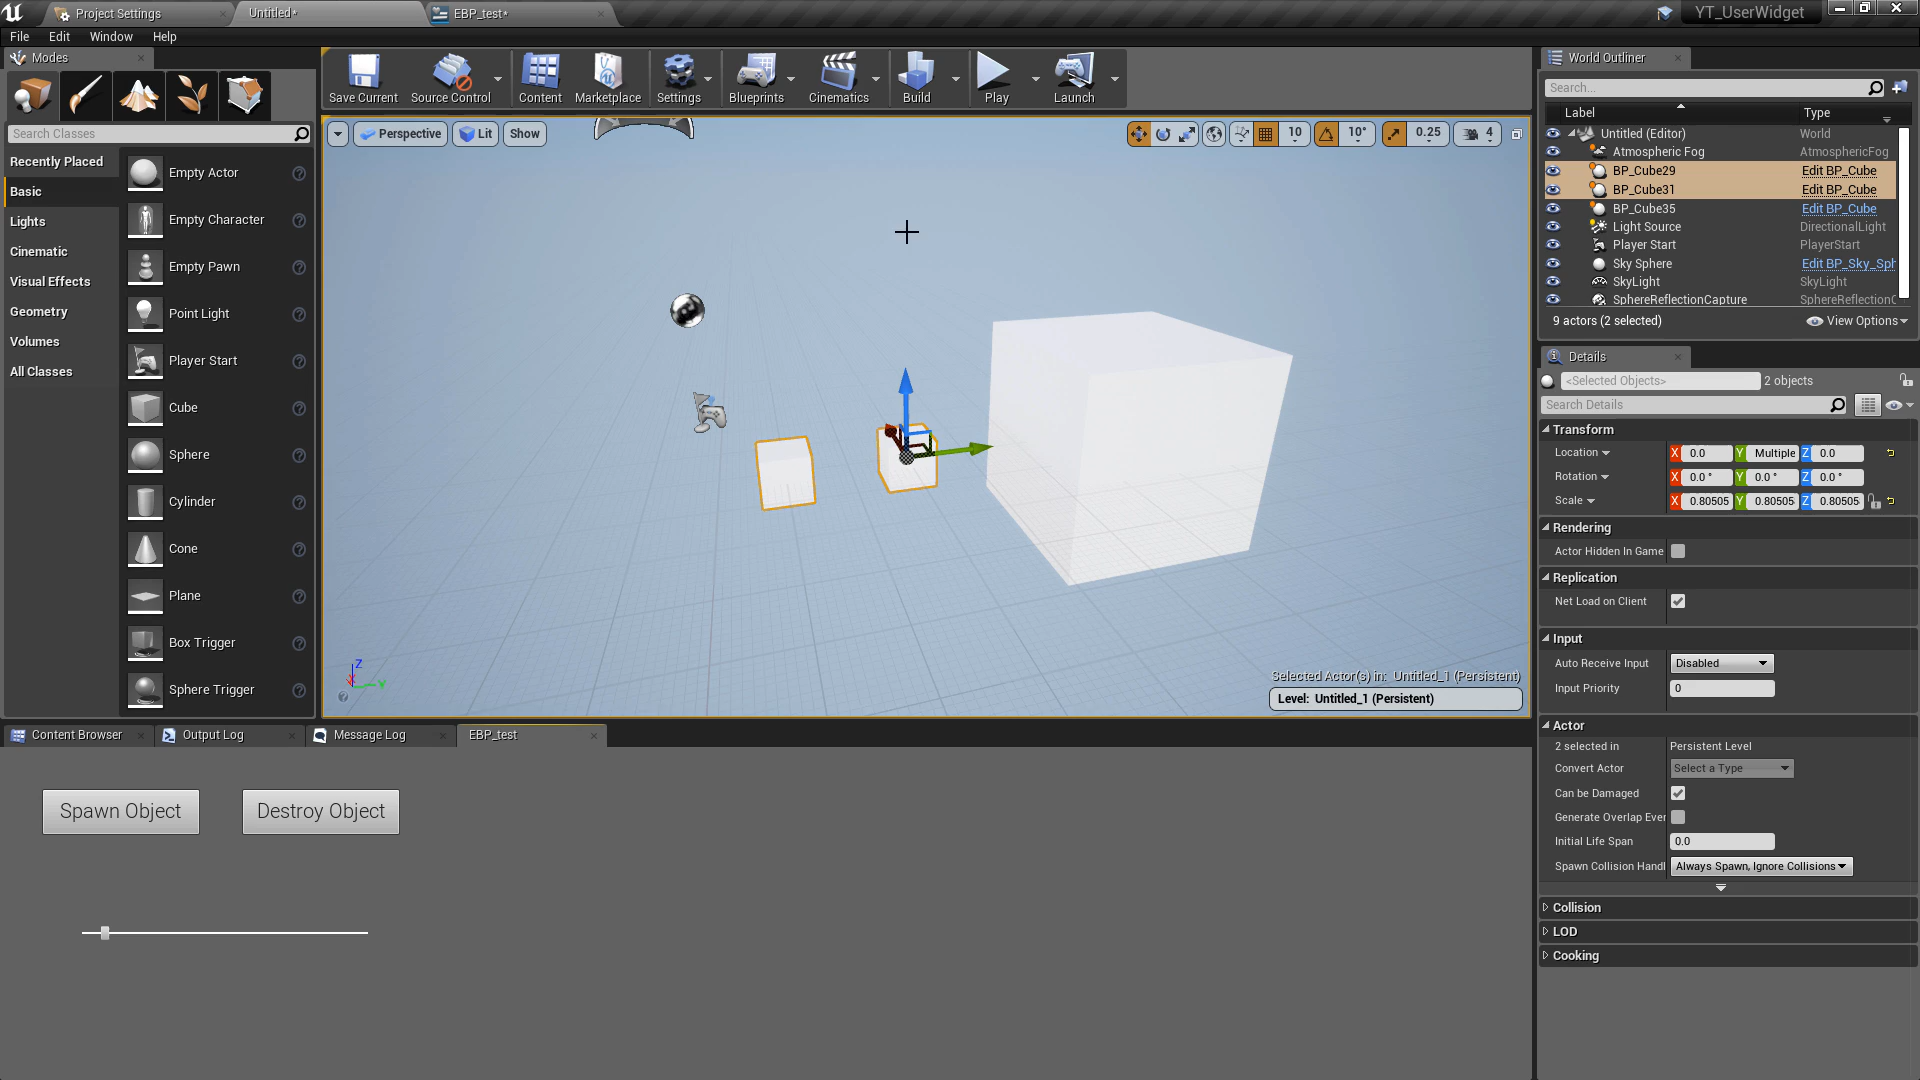 Project Settings
Untitled*
EBP_test*
YT_UserWidget
File
Edit
Window
Help
Modes
Search Classes
Recently Placed
Basic
Lights
Cinematic
Visual Effects
Geometry
Volumes
All Classes
Empty Actor
Empty Character
Empty Pawn
Point Light
Player Start
Cube
Sphere
Cylinder
Cone
Plane
Box Trigger
Sphere Trigger
Save Current
Source Control
Content
Marketplace
Settings
Blueprints
Cinematics
Build
Play
Launch
Perspective
Lit
Show
10
10°
0.25
4
Z
X
Y
Selected Actor(s) in: Untitled_1 (Persistent)
Level: Untitled_1 (Persistent)
World Outliner
Search...
Label
Type
Untitled (Editor)
World
Atmospheric Fog
AtmosphericFog
BP_Cube29
Edit BP_Cube
BP_Cube31
Edit BP_Cube
BP_Cube35
Edit BP_Cube
Light Source
DirectionalLight
Player Start
PlayerStart
Sky Sphere
Edit BP_Sky_Sph
SkyLight
SkyLight
SphereReflectionCapture
SphereReflectionC
9 actors (2 selected)
View Options
Details
<Selected Objects>
2 objects
Search Details
Transform
Location
X 0.0 Y Multiple Z 0.0
Rotation
X 0.0 ° Y 0.0 ° Z 0.0 °
Scale
X 0.80505 Y 0.80505 Z 0.80505
Rendering
Actor Hidden In Game
Replication
Net Load on Client
Input
Auto Receive Input
Disabled
Input Priority
0
Actor
2 selected in
Persistent Level
Convert Actor
Select a Type
Can be Damaged
Generate Overlap Ever
Initial Life Span
0.0
Spawn Collision Handl
Always Spawn, Ignore Collisions
Collision
LOD
Cooking
Content Browser
Output Log
Message Log
EBP_test
Spawn Object
Destroy Object